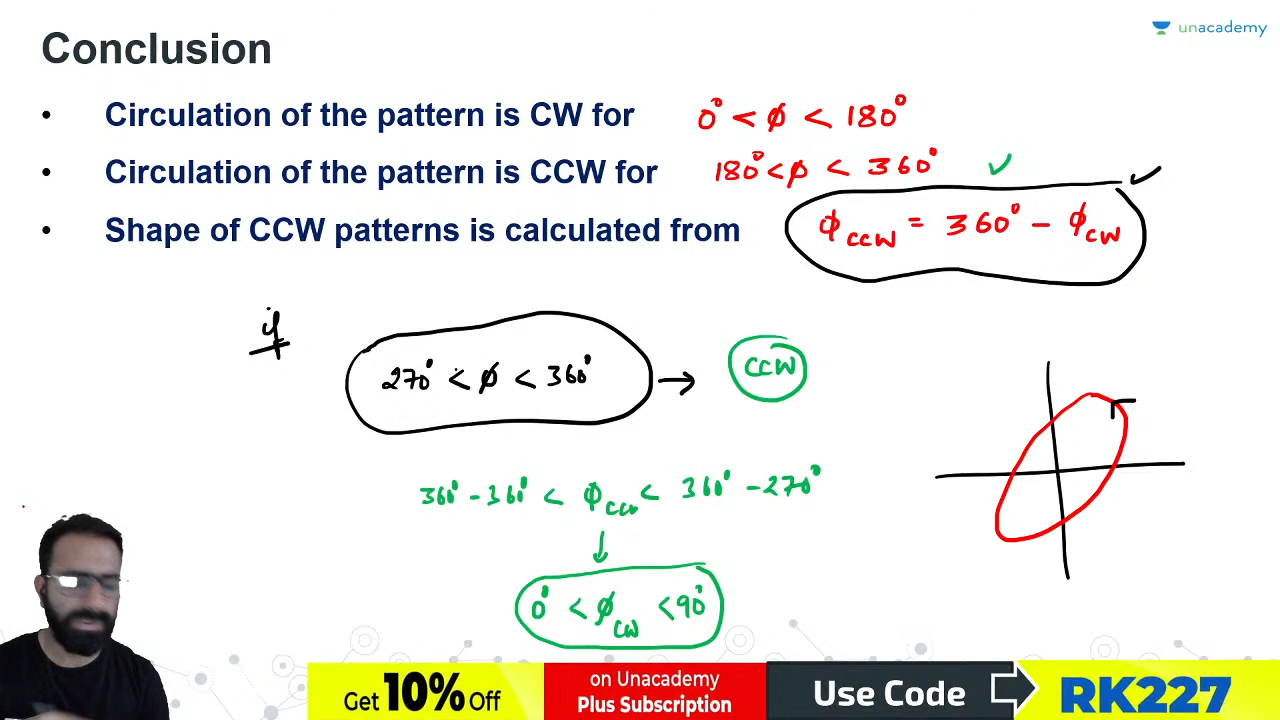 Conclusion
unacademy
• Circulation of the pattern is CW for 0° < ϕ < 180°
• Circulation of the pattern is CCW for 180° < ϕ < 360° ✓
• Shape of CCW patterns is calculated from ϕCCW = 360° - ϕCW ✓
if 270° < ϕ < 360° → CCW
360° - 360° < ϕCCW < 360° - 270°
0° < ϕCW < 90°
Get 10% Off
on Unacademy
Plus Subscription
Use Code
RK227